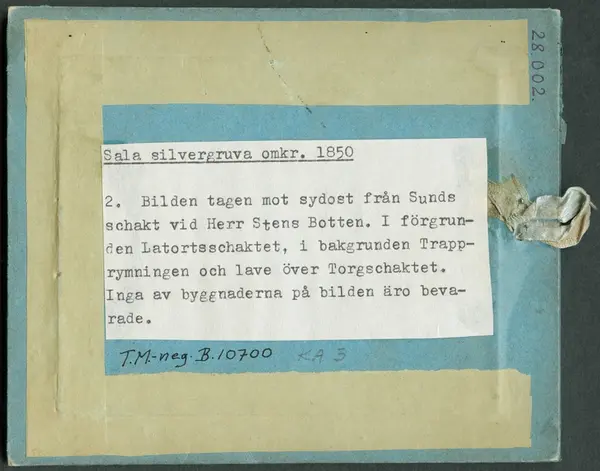 28,002.
Sala silvergruva omkr. 1850
2. Bilden tagen mot sydost från Sunds
schakt vid Herr Stens Botten. I förgrun-
den Latortsschaktet, i bakgrunden Trapp-
rymningen och lave över Torgschaktet.
Inga av byggnaderna på bilden äro beva-
rade.
T.M-neg.B.10700
KA 3